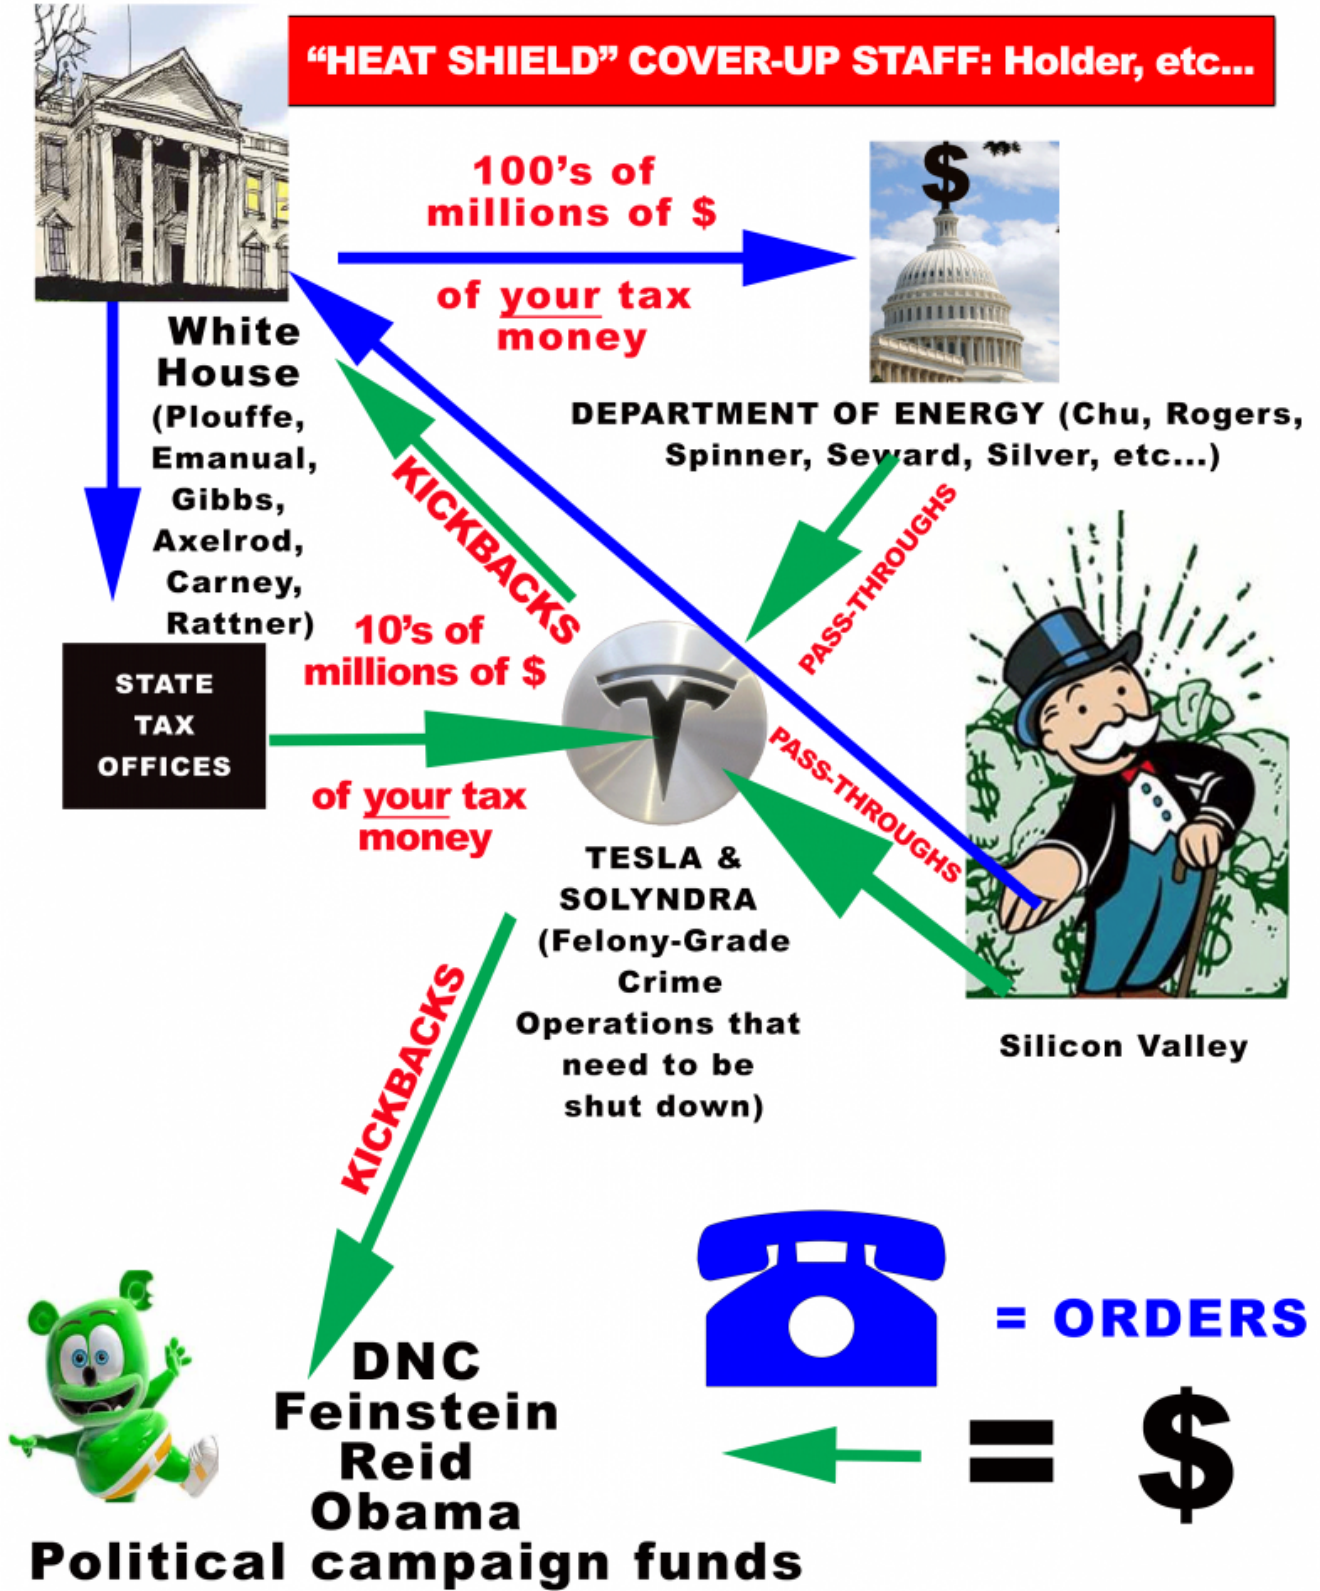 “HEAT SHIELD” COVER-UP STAFF: Holder, etc...
100’s of
millions of $
of your tax
money
$
White
House
(Plouffe,
Emanual,
Gibbs,
Axelrod,
Carney,
Rattner)
DEPARTMENT OF ENERGY (Chu, Rogers,
Spinner, Seward, Silver, etc...)
KICKBACKS
PASS-THROUGHS
STATE
TAX
OFFICES
10’s of
millions of $
of your tax
money
PASS-THROUGHS
$
$
$
TESLA &
SOLYNDRA
(Felony-Grade
Crime
Operations that
need to be
shut down)
Silicon Valley
KICKBACKS
DNC
Feinstein
Reid
Obama
Political campaign funds
= ORDERS
= $